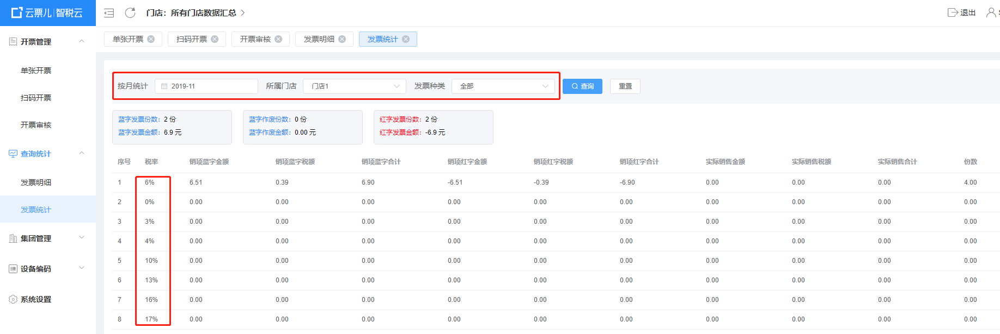 云票儿|智税云
门店：所有门店数据汇总
退出
开票管理
单张开票
扫码开票
开票审核
查询统计
发票明细
发票统计
集团管理
设备编码
系统设置
单张开票 扫码开票 开票审核 发票明细 发票统计
按月统计 2019-11 所属门店 门店1 发票种类 全部 查询 重置
蓝字发票份数：2 份
蓝字发票金额：6.9 元
蓝字作废份数：0 份
蓝字作废金额：0.00 元
红字发票份数：2 份
红字发票金额：-6.9 元
序号 税率 销项蓝字金额 销项蓝字税额 销项蓝字合计 销项红字金额 销项红字税额 销项红字合计 实际销售金额 实际销售税额 实际销售合计 份数
1 6% 6.51 0.39 6.90 -6.51 -0.39 -6.90 0.00 0.00 0.00 4.00
2 0% 0.00 0.00 0.00 0.00 0.00 0.00 0.00 0.00 0.00 0.00
3 3% 0.00 0.00 0.00 0.00 0.00 0.00 0.00 0.00 0.00 0.00
4 4% 0.00 0.00 0.00 0.00 0.00 0.00 0.00 0.00 0.00 0.00
5 10% 0.00 0.00 0.00 0.00 0.00 0.00 0.00 0.00 0.00 0.00
6 13% 0.00 0.00 0.00 0.00 0.00 0.00 0.00 0.00 0.00 0.00
7 16% 0.00 0.00 0.00 0.00 0.00 0.00 0.00 0.00 0.00 0.00
8 17% 0.00 0.00 0.00 0.00 0.00 0.00 0.00 0.00 0.00 0.00